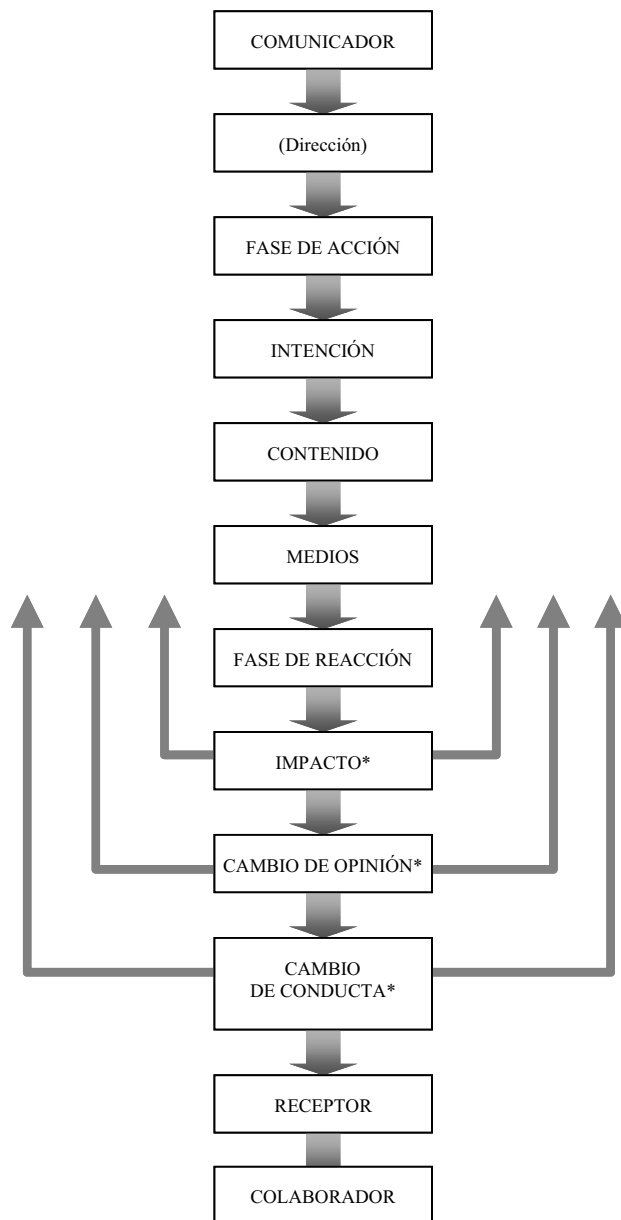 COMUNICADOR
(Dirección)
FASE DE ACCIÓN
INTENCIÓN
CONTENIDO
MEDIOS
FASE DE REACCIÓN
IMPACTO*
CAMBIO DE OPINIÓN*
CAMBIO
DE CONDUCTA*
RECEPTOR
COLABORADOR